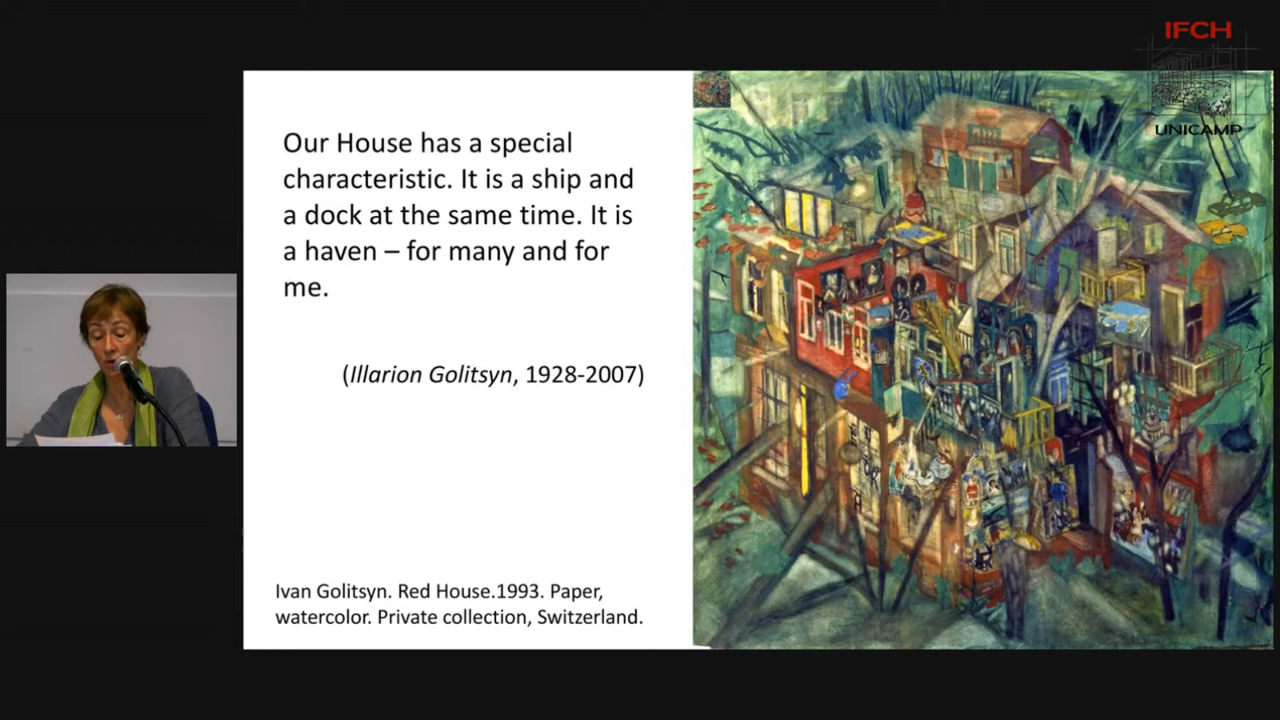 IFCH
UNICAMP
Our House has a special
characteristic. It is a ship and
a dock at the same time. It is
a haven – for many and for
me.
(Illarion Golitsyn, 1928-2007)
Ivan Golitsyn. Red House.1993. Paper,
watercolor. Private collection, Switzerland.